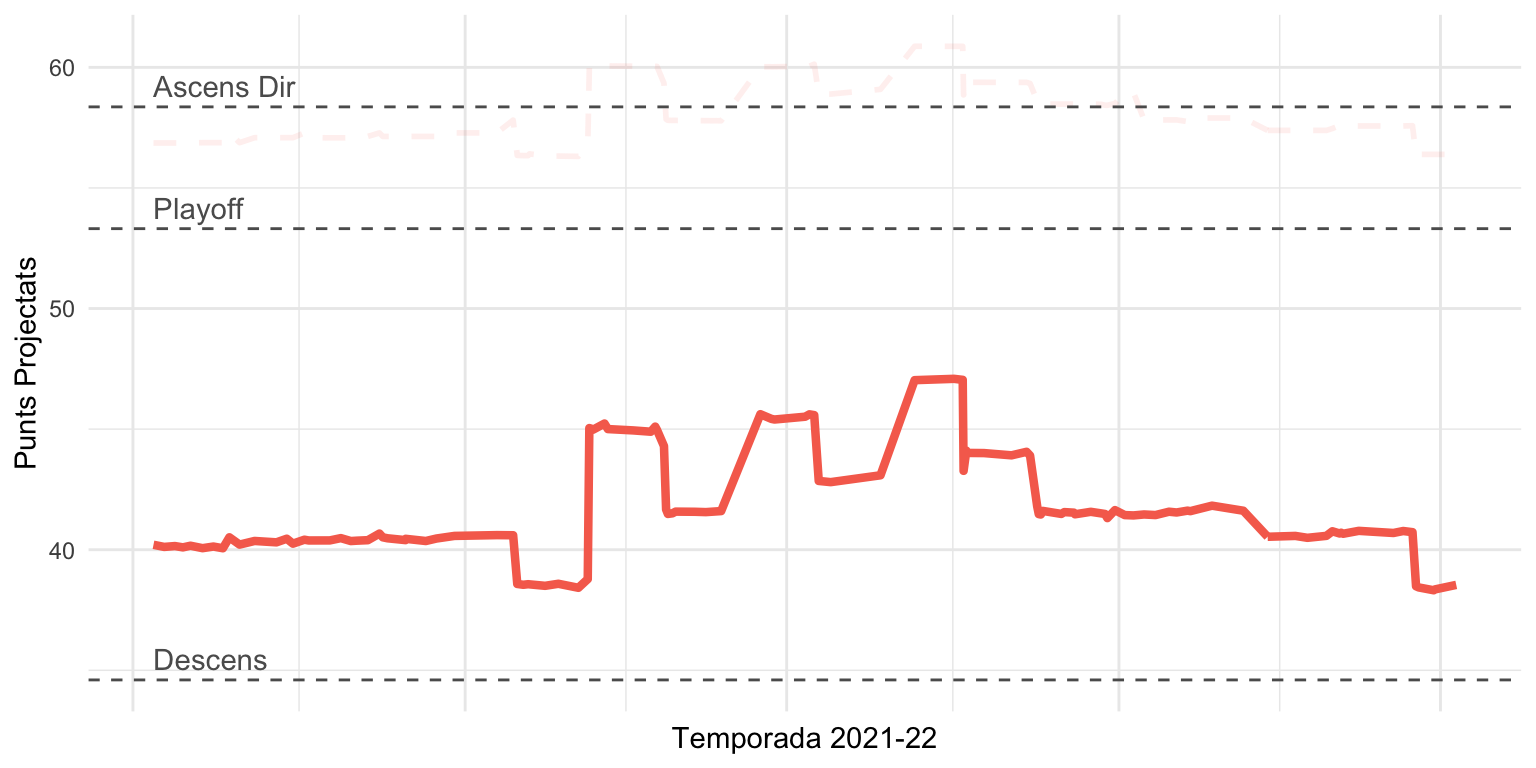 60
Ascens Dir
Playoff
50
40
Descens
Punts Projectats
Temporada 2021-22